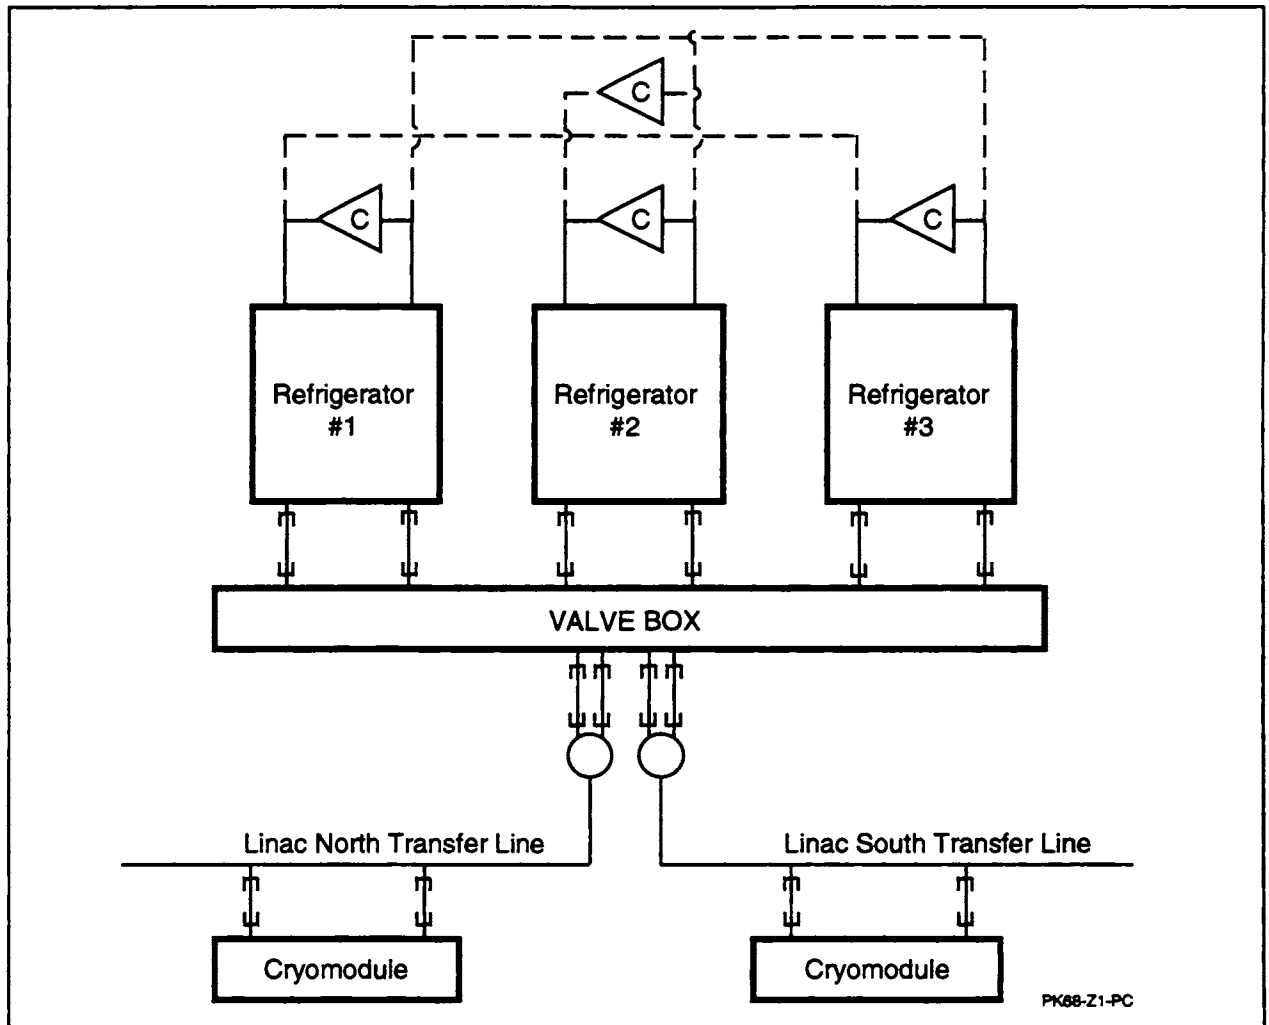 C
C
C
C
Refrigerator
#1
Refrigerator
#2
Refrigerator
#3
VALVE BOX
Linac North Transfer Line
Linac South Transfer Line
Cryomodule
Cryomodule
PK68-Z1-PC